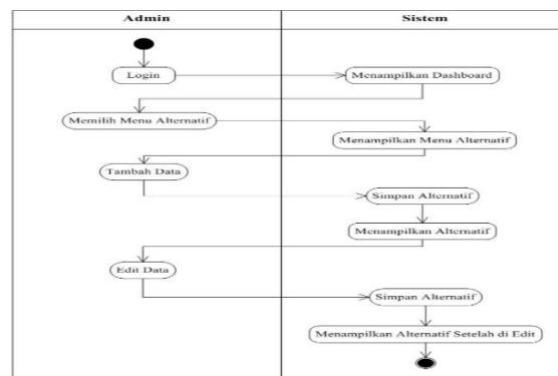 Admin
Sistem
Login
Menampilkan Dashboard
Memilih Menu Alternatif
Menampilkan Menu Alternatif
Tambah Data
Simpan Alternatif
Menampilkan Alternatif
Edit Data
Simpan Alternatif
Menampilkan Alternatif Setelah di Edit